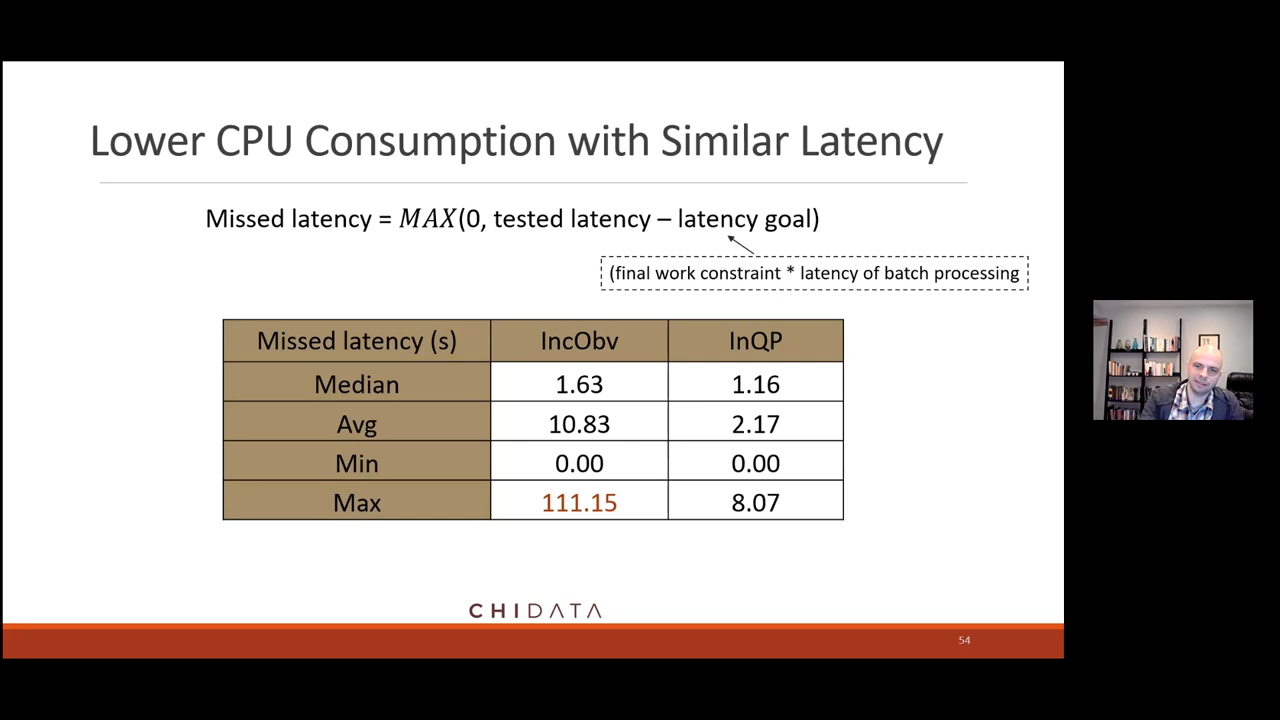 Lower CPU Consumption with Similar Latency
Missed latency = MAX(0, tested latency – latency goal)
(final work constraint * latency of batch processing
Missed latency (s) IncObv InQP
Median 1.63 1.16
Avg 10.83 2.17
Min 0.00 0.00
Max 111.15 8.07
CHIDATA
54